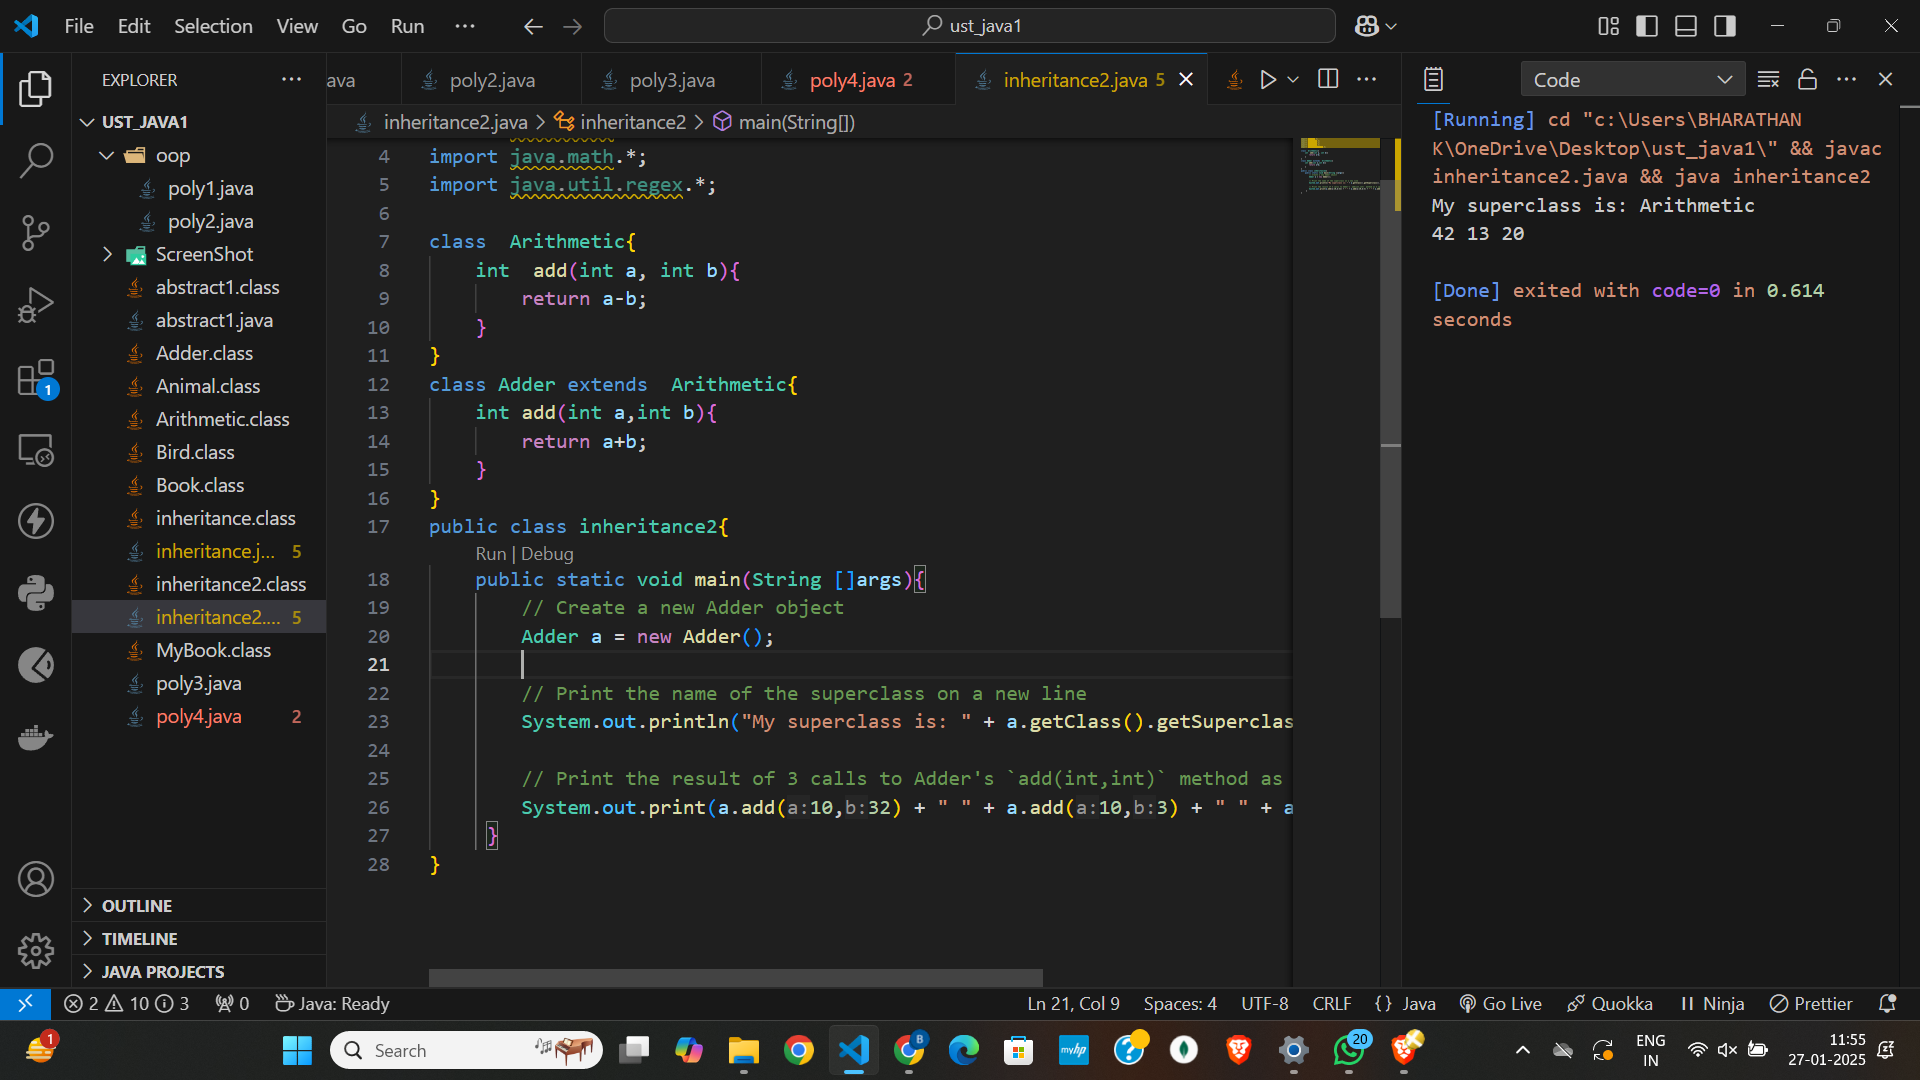 File Edit Selection View Go Run ··· ust_java1
EXPLORER
UST_JAVA1
oop
poly1.java
poly2.java
ScreenShot
abstract1.class
abstract1.java
Adder.class
Animal.class
Arithmetic.class
Bird.class
Book.class
inheritance.class
inheritance.j... 5
inheritance2.class
inheritance2.... 5
MyBook.class
poly3.java
poly4.java 2
OUTLINE
TIMELINE
JAVA PROJECTS
1
ava poly2.java poly3.java poly4.java 2 inheritance2.java 5
inheritance2.java > inheritance2 > main(String[])
4 import java.math.*;
5 import java.util.regex.*;
6
7 class  Arithmetic{
8 int  add(int a, int b){
9 return a-b;
10 }
11 }
12 class Adder extends  Arithmetic{
13 int add(int a,int b){
14 return a+b;
15 }
16 }
17 public class inheritance2{
Run | Debug
18 public static void main(String []args){
19 // Create a new Adder object
20 Adder a = new Adder();
21
22 // Print the name of the superclass on a new line
23 System.out.println("My superclass is: " + a.getClass().getSuperclas
24
25 // Print the result of 3 calls to Adder's `add(int,int)` method as
26 System.out.print(a.add(a:10,b:32) + " " + a.add(a:10,b:3) + " " + a
27 }
28 }
Code
[Running] cd "c:\Users\BHARATHAN
K\OneDrive\Desktop\ust_java1\" && javac
inheritance2.java && java inheritance2
My superclass is: Arithmetic
42 13 20
[Done] exited with code=0 in 0.614
seconds
2 10 3 0 Java: Ready Ln 21, Col 9 Spaces: 4 UTF-8 CRLF {} Java Go Live Quokka Ninja Prettier
1 Search myhp B 20 ENG
IN
11:55
27-01-2025